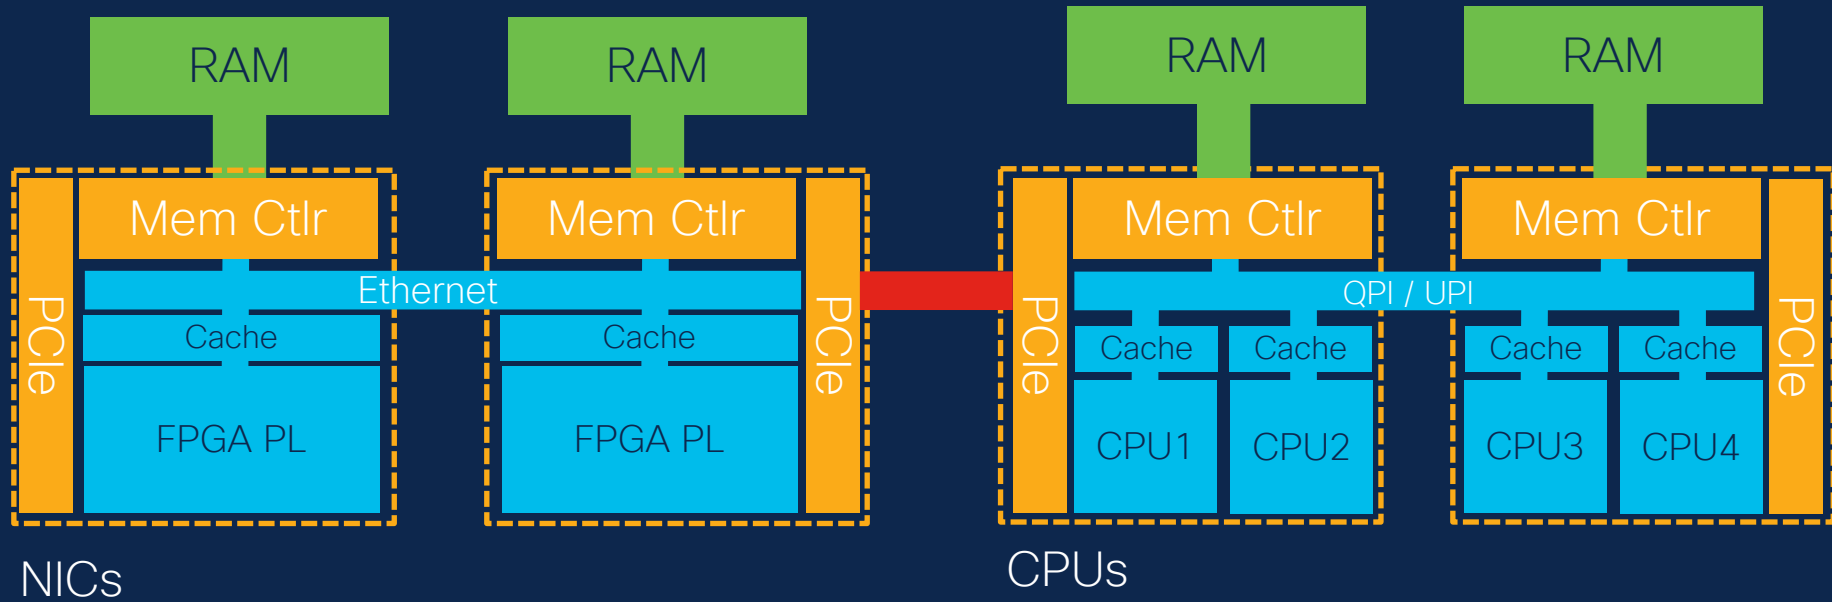 RAM
RAM
RAM
RAM
PCIe
Mem Ctlr
Mem Ctlr
PCIe
PCIe
Mem Ctlr
Mem Ctlr
PCIe
Ethernet
QPI / UPI
Cache
Cache
Cache
Cache
Cache
Cache
FPGA PL
FPGA PL
CPU1
CPU2
CPU3
CPU4
NICs
CPUs